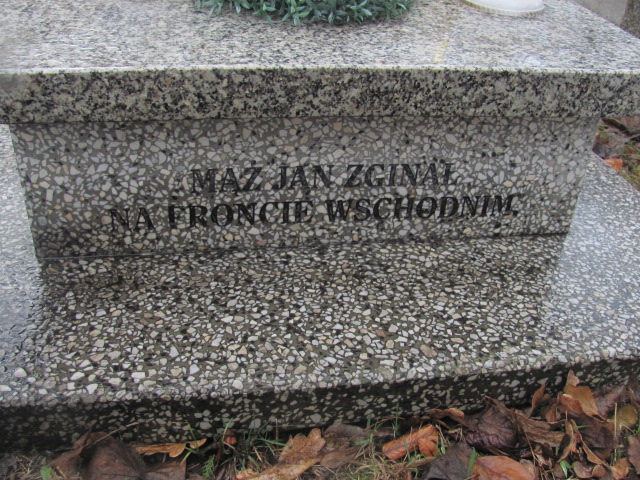 MĄŻ JAN ZGINĄŁ
NA FRONCIE WSCHODNIM.